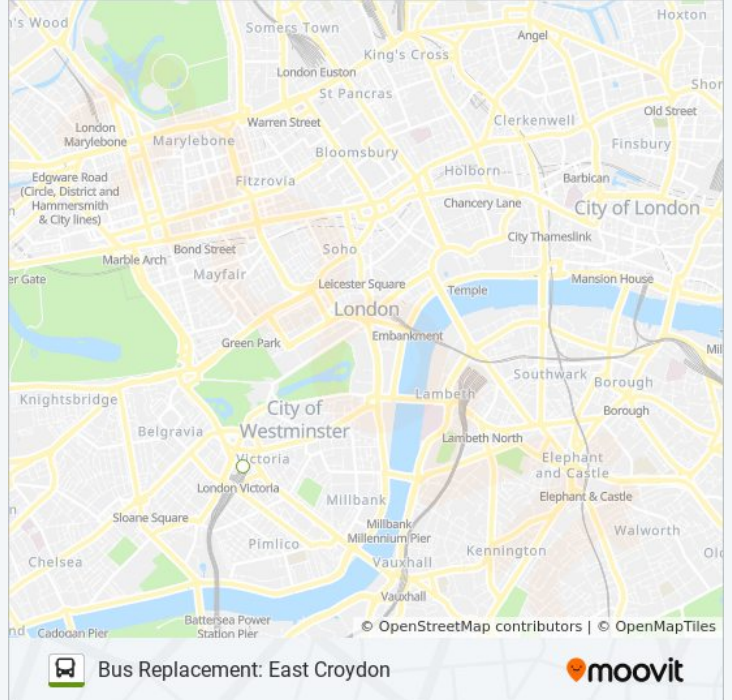 Hoxton
's Wood
Somers Town
Angel
King's Cross
London Euston
Shor
St Pancras
Old Street
Clerkenwell
Warren Street
London
Marylebone
Marylebone
Finsbury
Bloomsbury
Holborn
Edgware Road
(Circle, District and
Hammersmith
& City lines)
Fitzrovia
Barbican
Chancery Lane
City of London
n
City Thameslink
Soho
Bond Street
Marble Arch
Mayfair
er Gate
Mansion House
Leicester Square
Temple
London
Embankment
Green Park
Mil
Southwark
Borough
Lambeth
Knightsbridge
City of
Westminster
Borough
Belgravia
Lambeth North
Victoria
Elephant
and Castle
London Victoria
Elephant & Castle
Millbank
n
Sloane Square
Millbank
Millennium Pier
Walworth
Pimlico
Kennington
Olc
Chelsea
Vauxhall
Vauxhall
Battersea Power
Station Pier
nd
Cadogan Pier
© OpenStreetMap contributors | © OpenMapTiles
Bus Replacement: East Croydon
moovit